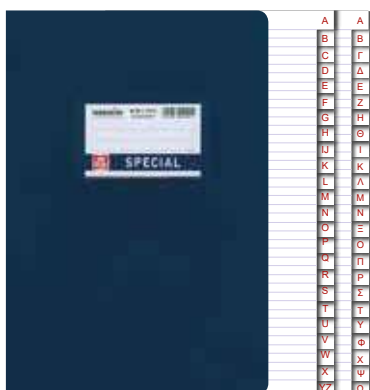 SPECIAL
A A
B B
C Γ
D Δ
E E
F Z
G H
H Θ
IJ I
K K
L Λ
M M
N N
O Ξ
P O
Q Π
R P
S Σ
T T
U Y
V Φ
W X
X Ψ
YZ Ω